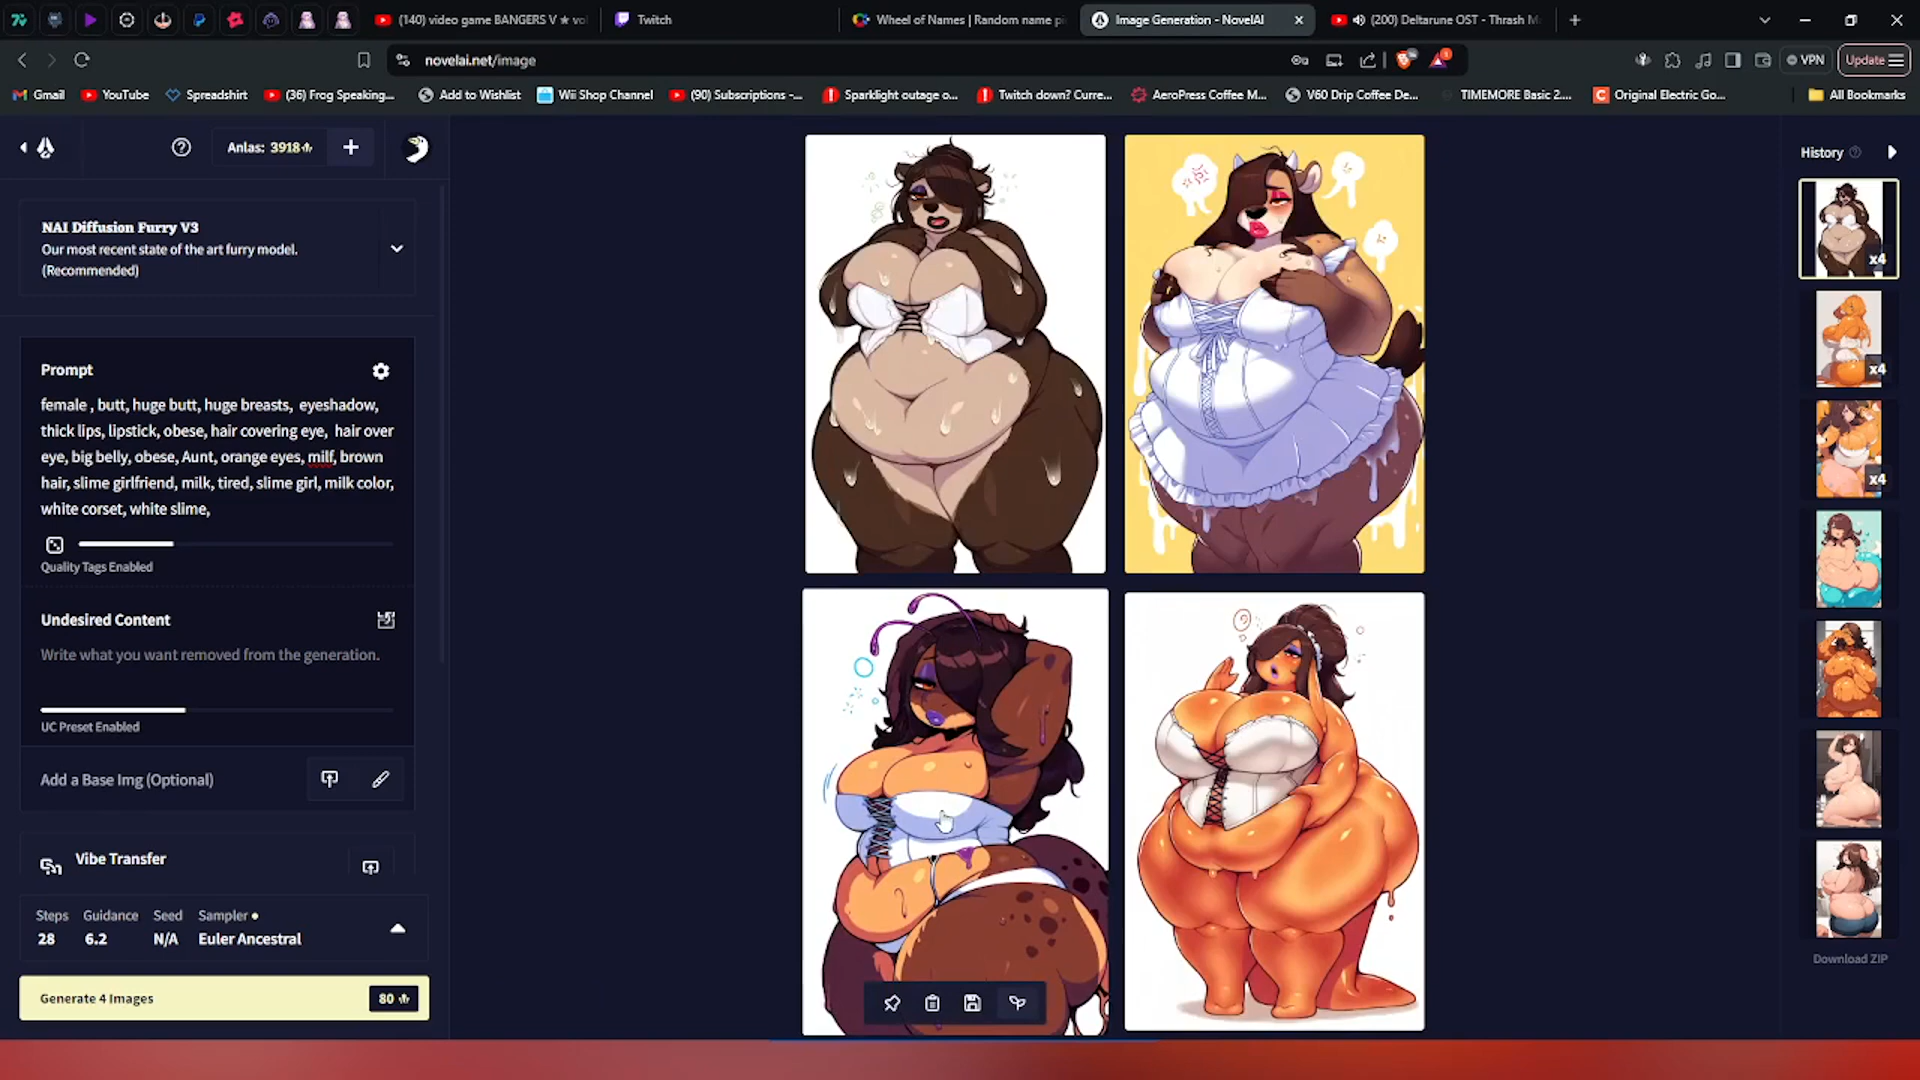 (140) video game BANGERS V ★ vol
Twitch
Wheel of Names | Random name pi
Image Generation - NovelAI
(200) Deltarune OST - Thrash M
novelai.net/image
VPN
Update
Gmail
YouTube
Spreadshirt
(36) Frog Speaking...
Add to Wishlist
Wii Shop Channel
(90) Subscriptions -...
Sparklight outage o...
Twitch down? Curre...
AeroPress Coffee M...
V60 Drip Coffee De...
TIMEMORE Basic 2....
Original Electric Go...
All Bookmarks
Anlas: 3918
History
NAI Diffusion Furry V3
Our most recent state of the art furry model.
(Recommended)
Prompt
female , butt, huge butt, huge breasts, eyeshadow,
thick lips, lipstick, obese, hair covering eye, hair over
eye, big belly, obese, Aunt, orange eyes, milf, brown
hair, slime girlfriend, milk, tired, slime girl, milk color,
white corset, white slime,
Quality Tags Enabled
Undesired Content
Write what you want removed from the generation.
UC Preset Enabled
Add a Base Img (Optional)
Vibe Transfer
Steps
Guidance
Seed
Sampler
28
6.2
N/A
Euler Ancestral
Generate 4 Images
80
x4
x4
x4
Download ZIP